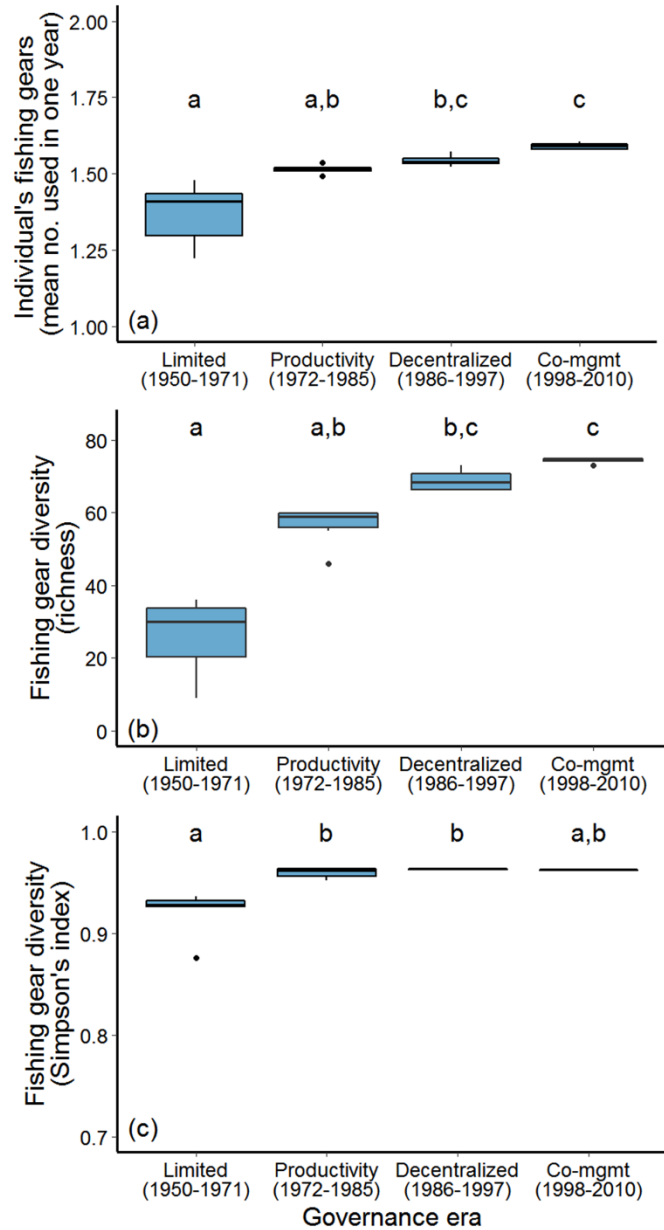 Individual's fishing gears
(mean no. used in one year)
2.00
1.75
1.50
1.25
1.00
a
a,b
b,c
c
(a)
Limited
(1950-1971)
Productivity
(1972-1985)
Decentralized
(1986-1997)
Co-mgmt
(1998-2010)
Fishing gear diversity
(richness)
80
60
40
20
0
a
a,b
b,c
c
(b)
Limited
(1950-1971)
Productivity
(1972-1985)
Decentralized
(1986-1997)
Co-mgmt
(1998-2010)
Fishing gear diversity
(Simpson's index)
1.0
0.9
0.8
0.7
a
b
b
a,b
(c)
Limited
(1950-1971)
Productivity
(1972-1985)
Decentralized
(1986-1997)
Co-mgmt
(1998-2010)
Governance era